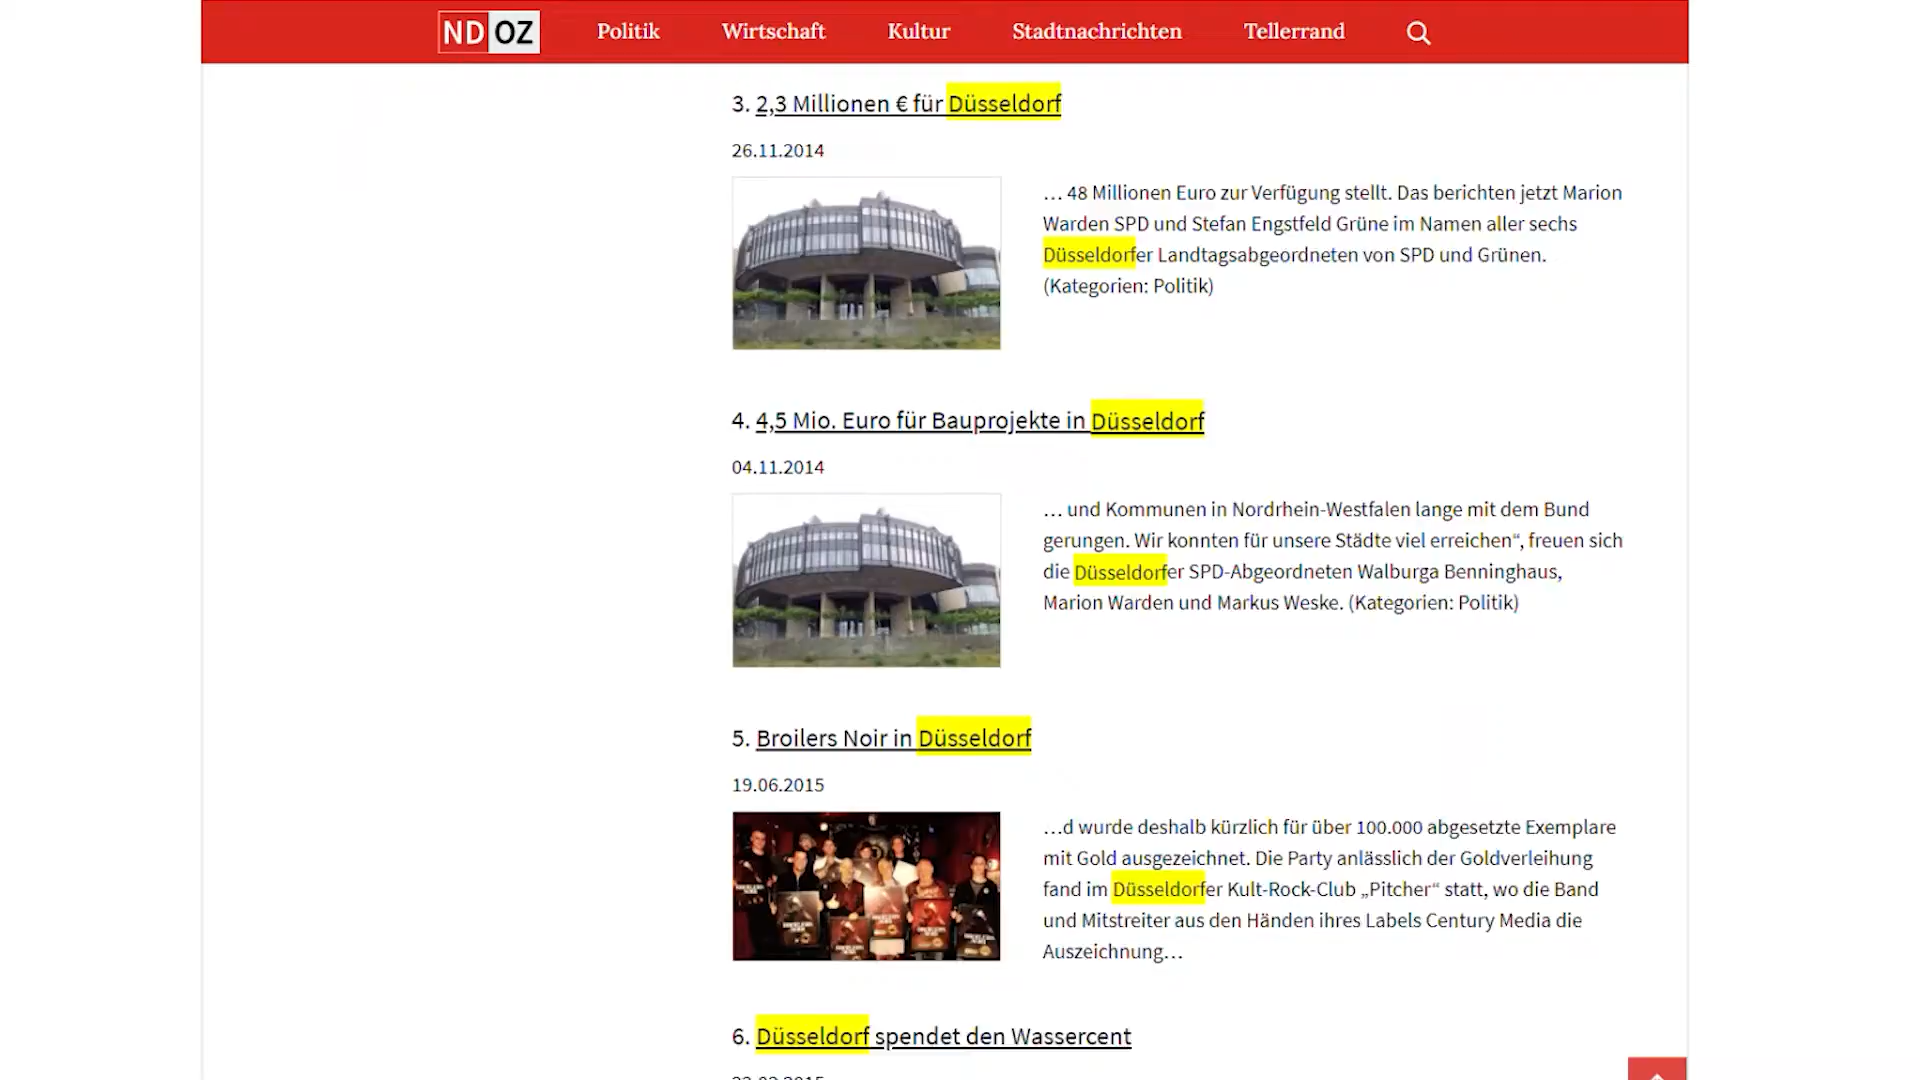 ND OZ Politik Wirtschaft Kultur Stadtnachrichten Tellerrand
3. 2,3 Millionen € für Düsseldorf
26.11.2014
… 48 Millionen Euro zur Verfügung stellt. Das berichten jetzt Marion
Warden SPD und Stefan Engstfeld Grüne im Namen aller sechs
Düsseldorfer Landtagsabgeordneten von SPD und Grünen.
(Kategorien: Politik)
4. 4,5 Mio. Euro für Bauprojekte in Düsseldorf
04.11.2014
… und Kommunen in Nordrhein-Westfalen lange mit dem Bund
gerungen. Wir konnten für unsere Städte viel erreichen“, freuen sich
die Düsseldorfer SPD-Abgeordneten Walburga Benninghaus,
Marion Warden und Markus Weske. (Kategorien: Politik)
5. Broilers Noir in Düsseldorf
19.06.2015
…d wurde deshalb kürzlich für über 100.000 abgesetzte Exemplare
mit Gold ausgezeichnet. Die Party anlässlich der Goldverleihung
fand im Düsseldorfer Kult-Rock-Club „Pitcher“ statt, wo die Band
und Mitstreiter aus den Händen ihres Labels Century Media die
Auszeichnung…
6. Düsseldorf spendet den Wassercent